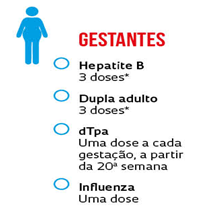 GESTANTES
Hepatite B
3 doses*
Dupla adulto
3 doses*
dTpa
Uma dose a cada
gestação, a partir
da 20ª semana
Influenza
Uma dose